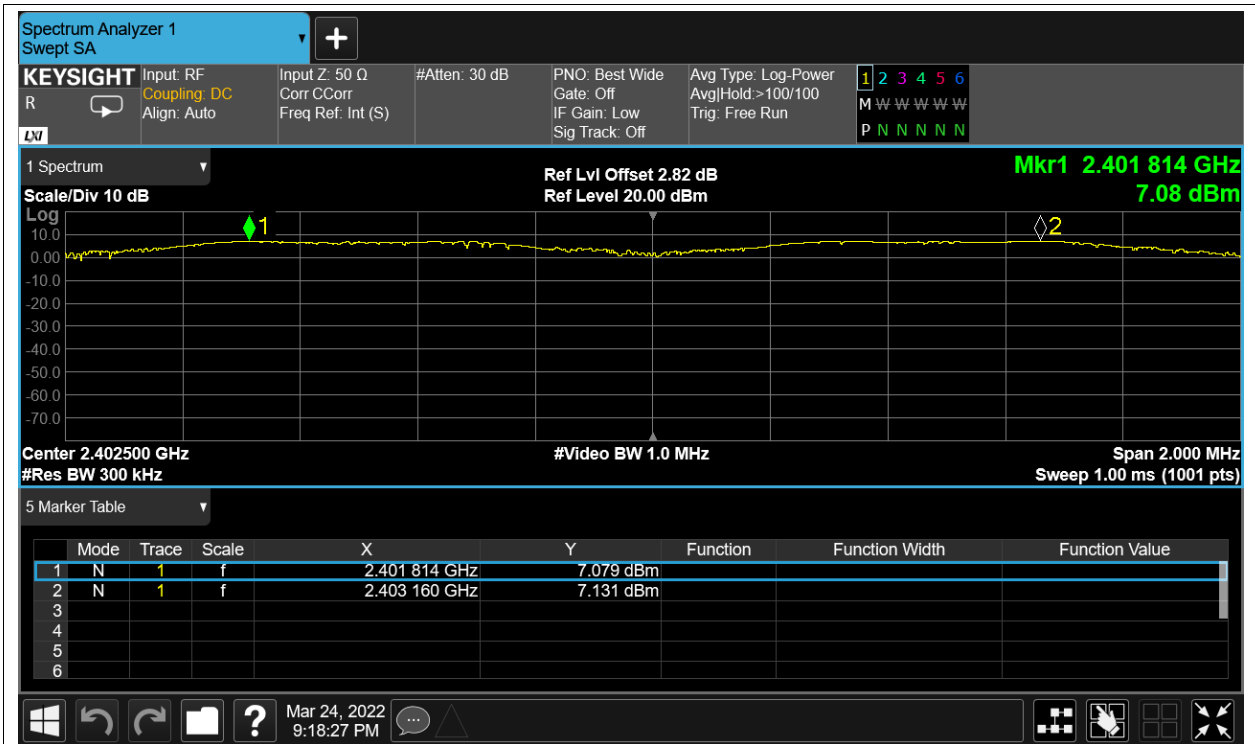 Spectrum Analyzer 1
Swept SA
+
KEYSIGHT
R
LXI
Input: RF
Coupling: DC
Align: Auto
Input Z: 50 Ω
Corr CCorr
Freq Ref: Int (S)
#Atten: 30 dB
PNO: Best Wide
Gate: Off
IF Gain: Low
Sig Track: Off
Avg Type: Log-Power
Avg|Hold:>100/100
Trig: Free Run
1 2 3 4 5 6
M W W W W W
P N N N N N
1 Spectrum
Scale/Div 10 dB
Ref Lvl Offset 2.82 dB
Ref Level 20.00 dBm
Mkr1 2.401 814 GHz
7.08 dBm
Log
10.0
0.00
-10.0
-20.0
-30.0
-40.0
-50.0
-60.0
-70.0
1
2
Center 2.402500 GHz
#Res BW 300 kHz
#Video BW 1.0 MHz
Span 2.000 MHz
Sweep 1.00 ms (1001 pts)
5 Marker Table
Mode Trace Scale X Y Function Function Width Function Value
1 N 1 f 2.401 814 GHz 7.079 dBm
2 N 1 f 2.403 160 GHz 7.131 dBm
3
4
5
6
?
Mar 24, 2022
9:18:27 PM